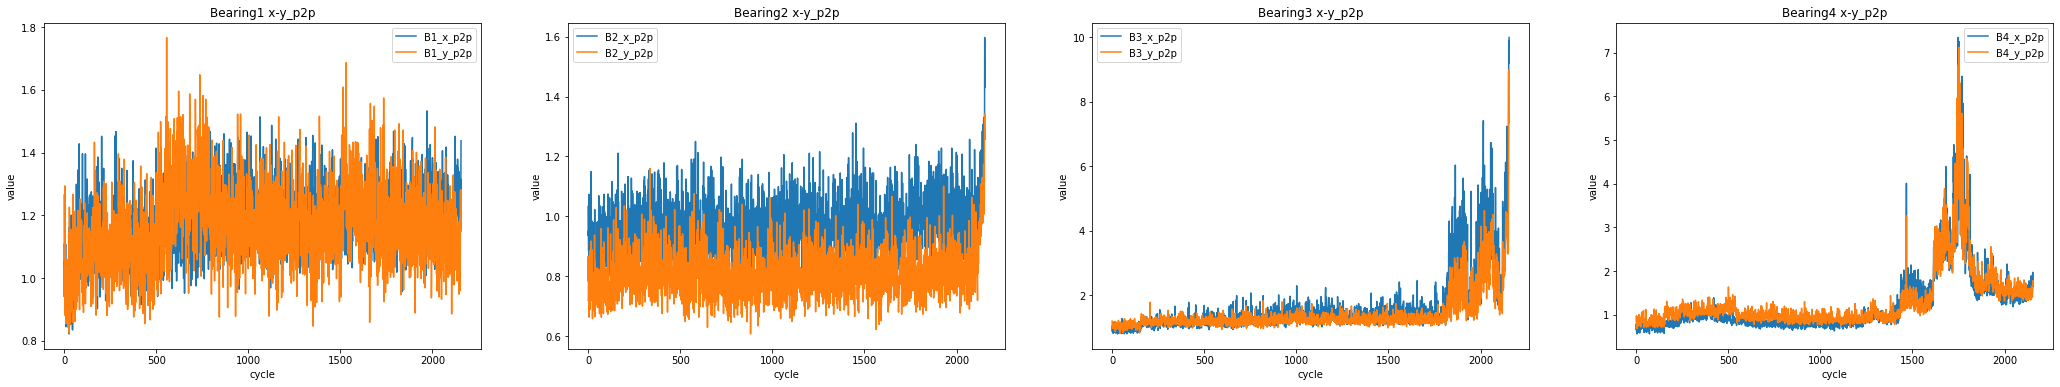 Bearing1 x-y_p2p
B1_x_p2p
B1_y_p2p
value
1.8
1.6
1.4
1.2
1.0
0.8
0
500
1000
1500
2000
cycle
Bearing2 x-y_p2p
B2_x_p2p
B2_y_p2p
value
1.6
1.4
1.2
1.0
0.8
0.6
0
500
1000
1500
2000
cycle
Bearing3 x-y_p2p
B3_x_p2p
B3_y_p2p
value
10
8
6
4
2
0
500
1000
1500
2000
cycle
Bearing4 x-y_p2p
B4_x_p2p
B4_y_p2p
value
7
6
5
4
3
2
1
0
500
1000
1500
2000
cycle